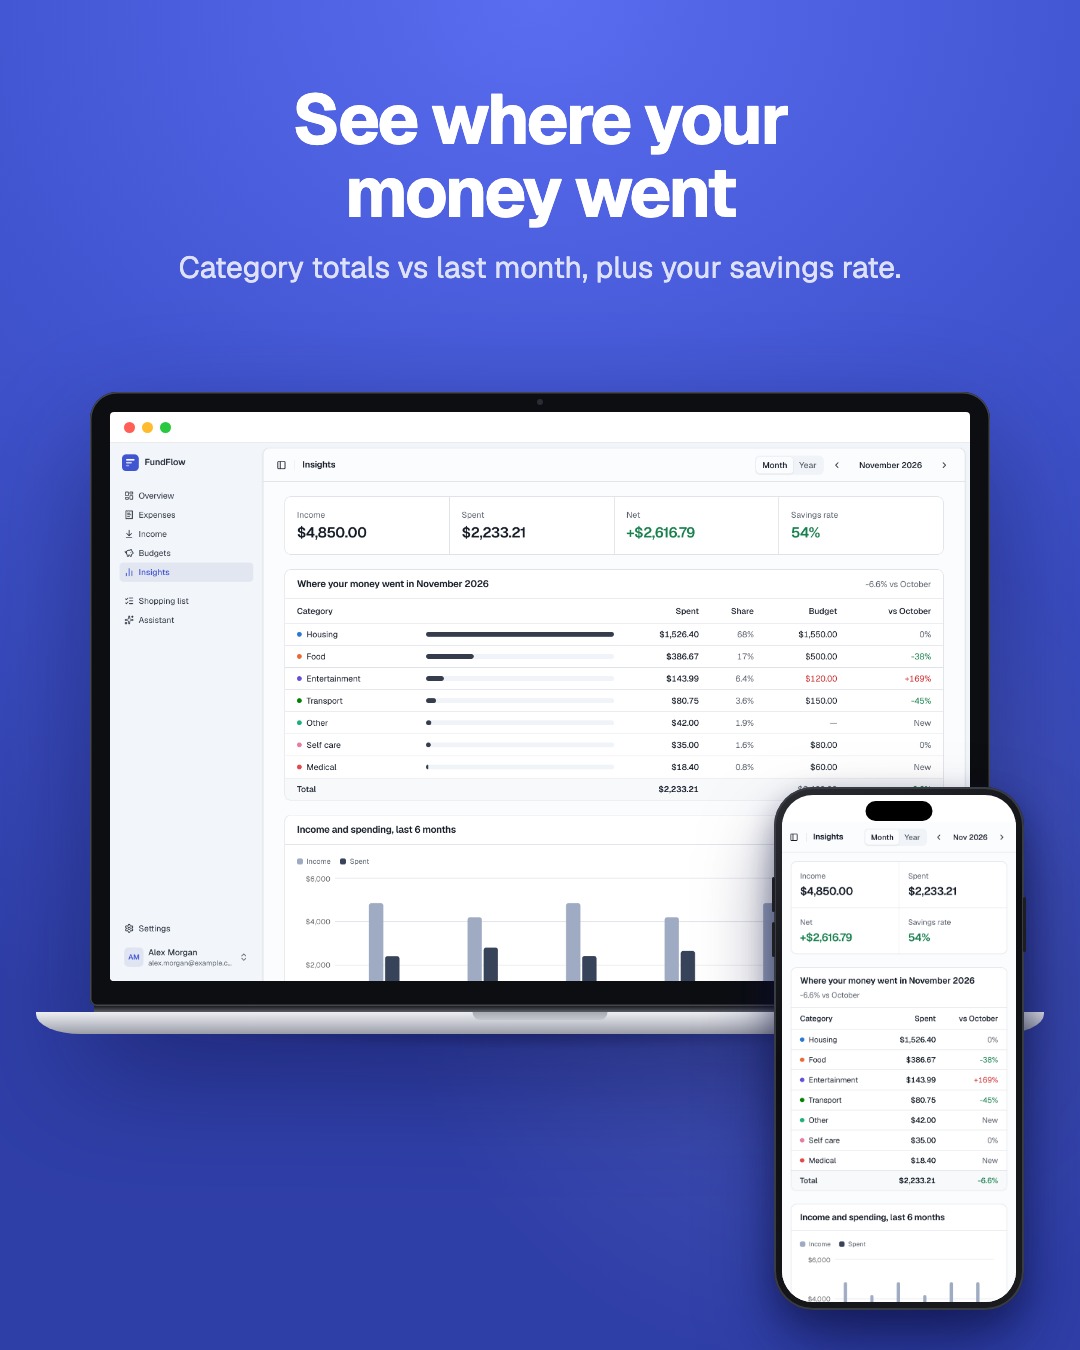 See where your
money went
Category totals vs last month, plus your savings rate.
FundFlow
Overview
Expenses
Income
Budgets
Insights
Shopping list
Assistant
Settings
AM
Alex Morgan
alex.morgan@example.c...
Insights
Month Year November 2026
Income Spent Net Savings rate
$4,850.00 $2,233.21 +$2,616.79 54%
Where your money went in November 2026 -6.6% vs October
Category Spent Share Budget vs October
Housing $1,526.40 68% $1,550.00 0%
Food $386.67 17% $500.00 -38%
Entertainment $143.99 6.4% $120.00 +169%
Transport $80.75 3.6% $150.00 -45%
Other $42.00 1.9% — New
Self care $35.00 1.6% $80.00 0%
Medical $18.40 0.8% $60.00 New
Total $2,233.21
Income and spending, last 6 months
Income Spent
$6,000
$4,000
$2,000
Insights Month Year Nov 2026
Income Spent
$4,850.00 $2,233.21
Net Savings rate
+$2,616.79 54%
Where your money went in November 2026
-6.6% vs October
Category Spent vs October
Housing $1,526.40 0%
Food $386.67 -38%
Entertainment $143.99 +169%
Transport $80.75 -45%
Other $42.00 New
Self care $35.00 0%
Medical $18.40 New
Total $2,233.21 -6.6%
Income and spending, last 6 months
Income Spent
$6,000
$4,000